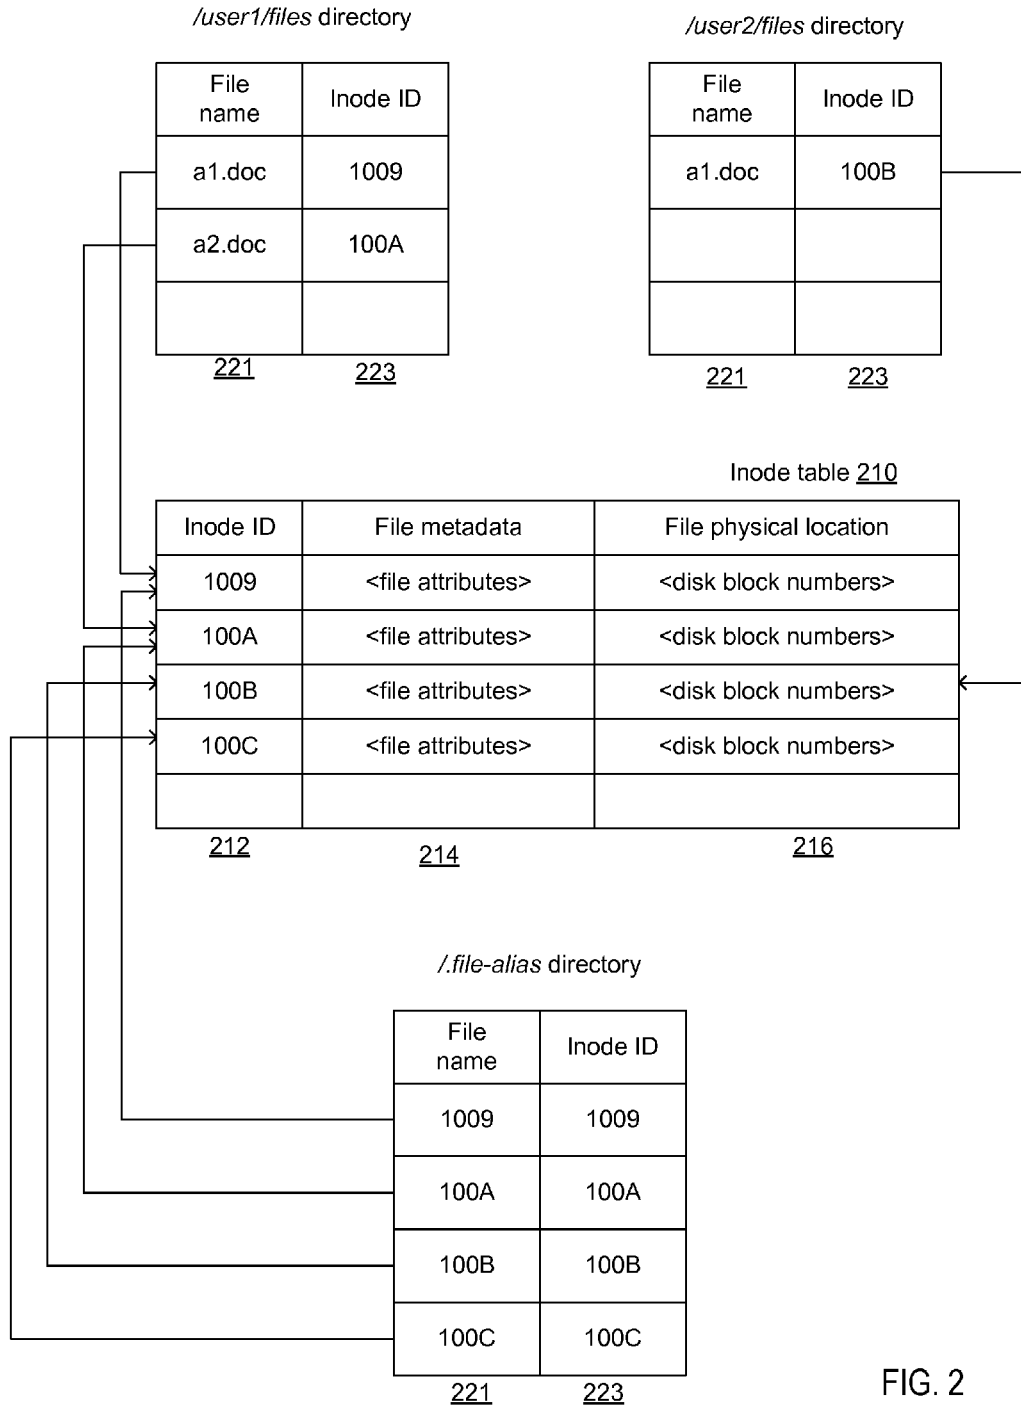 /user1/files directory
File name Inode ID
a1.doc 1009
a2.doc 100A
221 223
/user2/files directory
File name Inode ID
a1.doc 100B
221 223
Inode table 210
Inode ID File metadata File physical location
1009 <file attributes> <disk block numbers>
100A <file attributes> <disk block numbers>
100B <file attributes> <disk block numbers>
100C <file attributes> <disk block numbers>
212 214 216
/.file-alias directory
File name Inode ID
1009 1009
100A 100A
100B 100B
100C 100C
221 223
FIG. 2